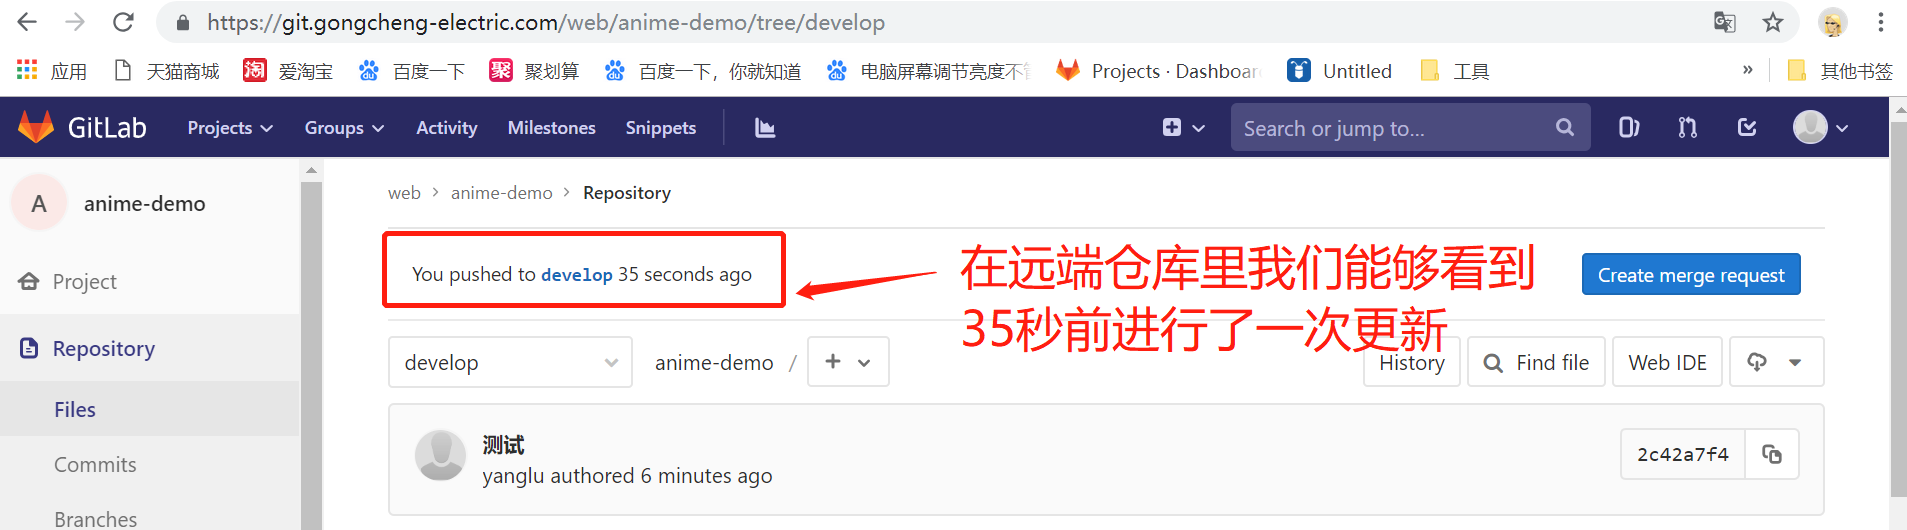 https://git.gongcheng-electric.com/web/anime-demo/tree/develop
应用 天猫商城 淘 爱淘宝 du 百度一下 聚 聚划算 du 百度一下，你就知道 du 电脑屏幕调节亮度不 Projects · Dashboar Untitled 工具 » 其他书签
GitLab Projects Groups Activity Milestones Snippets Search or jump to...
A anime-demo
Project
Repository
Files
Commits
Branches
web > anime-demo > Repository
You pushed to develop 35 seconds ago
在远端仓库里我们能够看到
35秒前进行了一次更新
Create merge request
develop anime-demo / + History Find file Web IDE
测试
yanglu authored 6 minutes ago
2c42a7f4